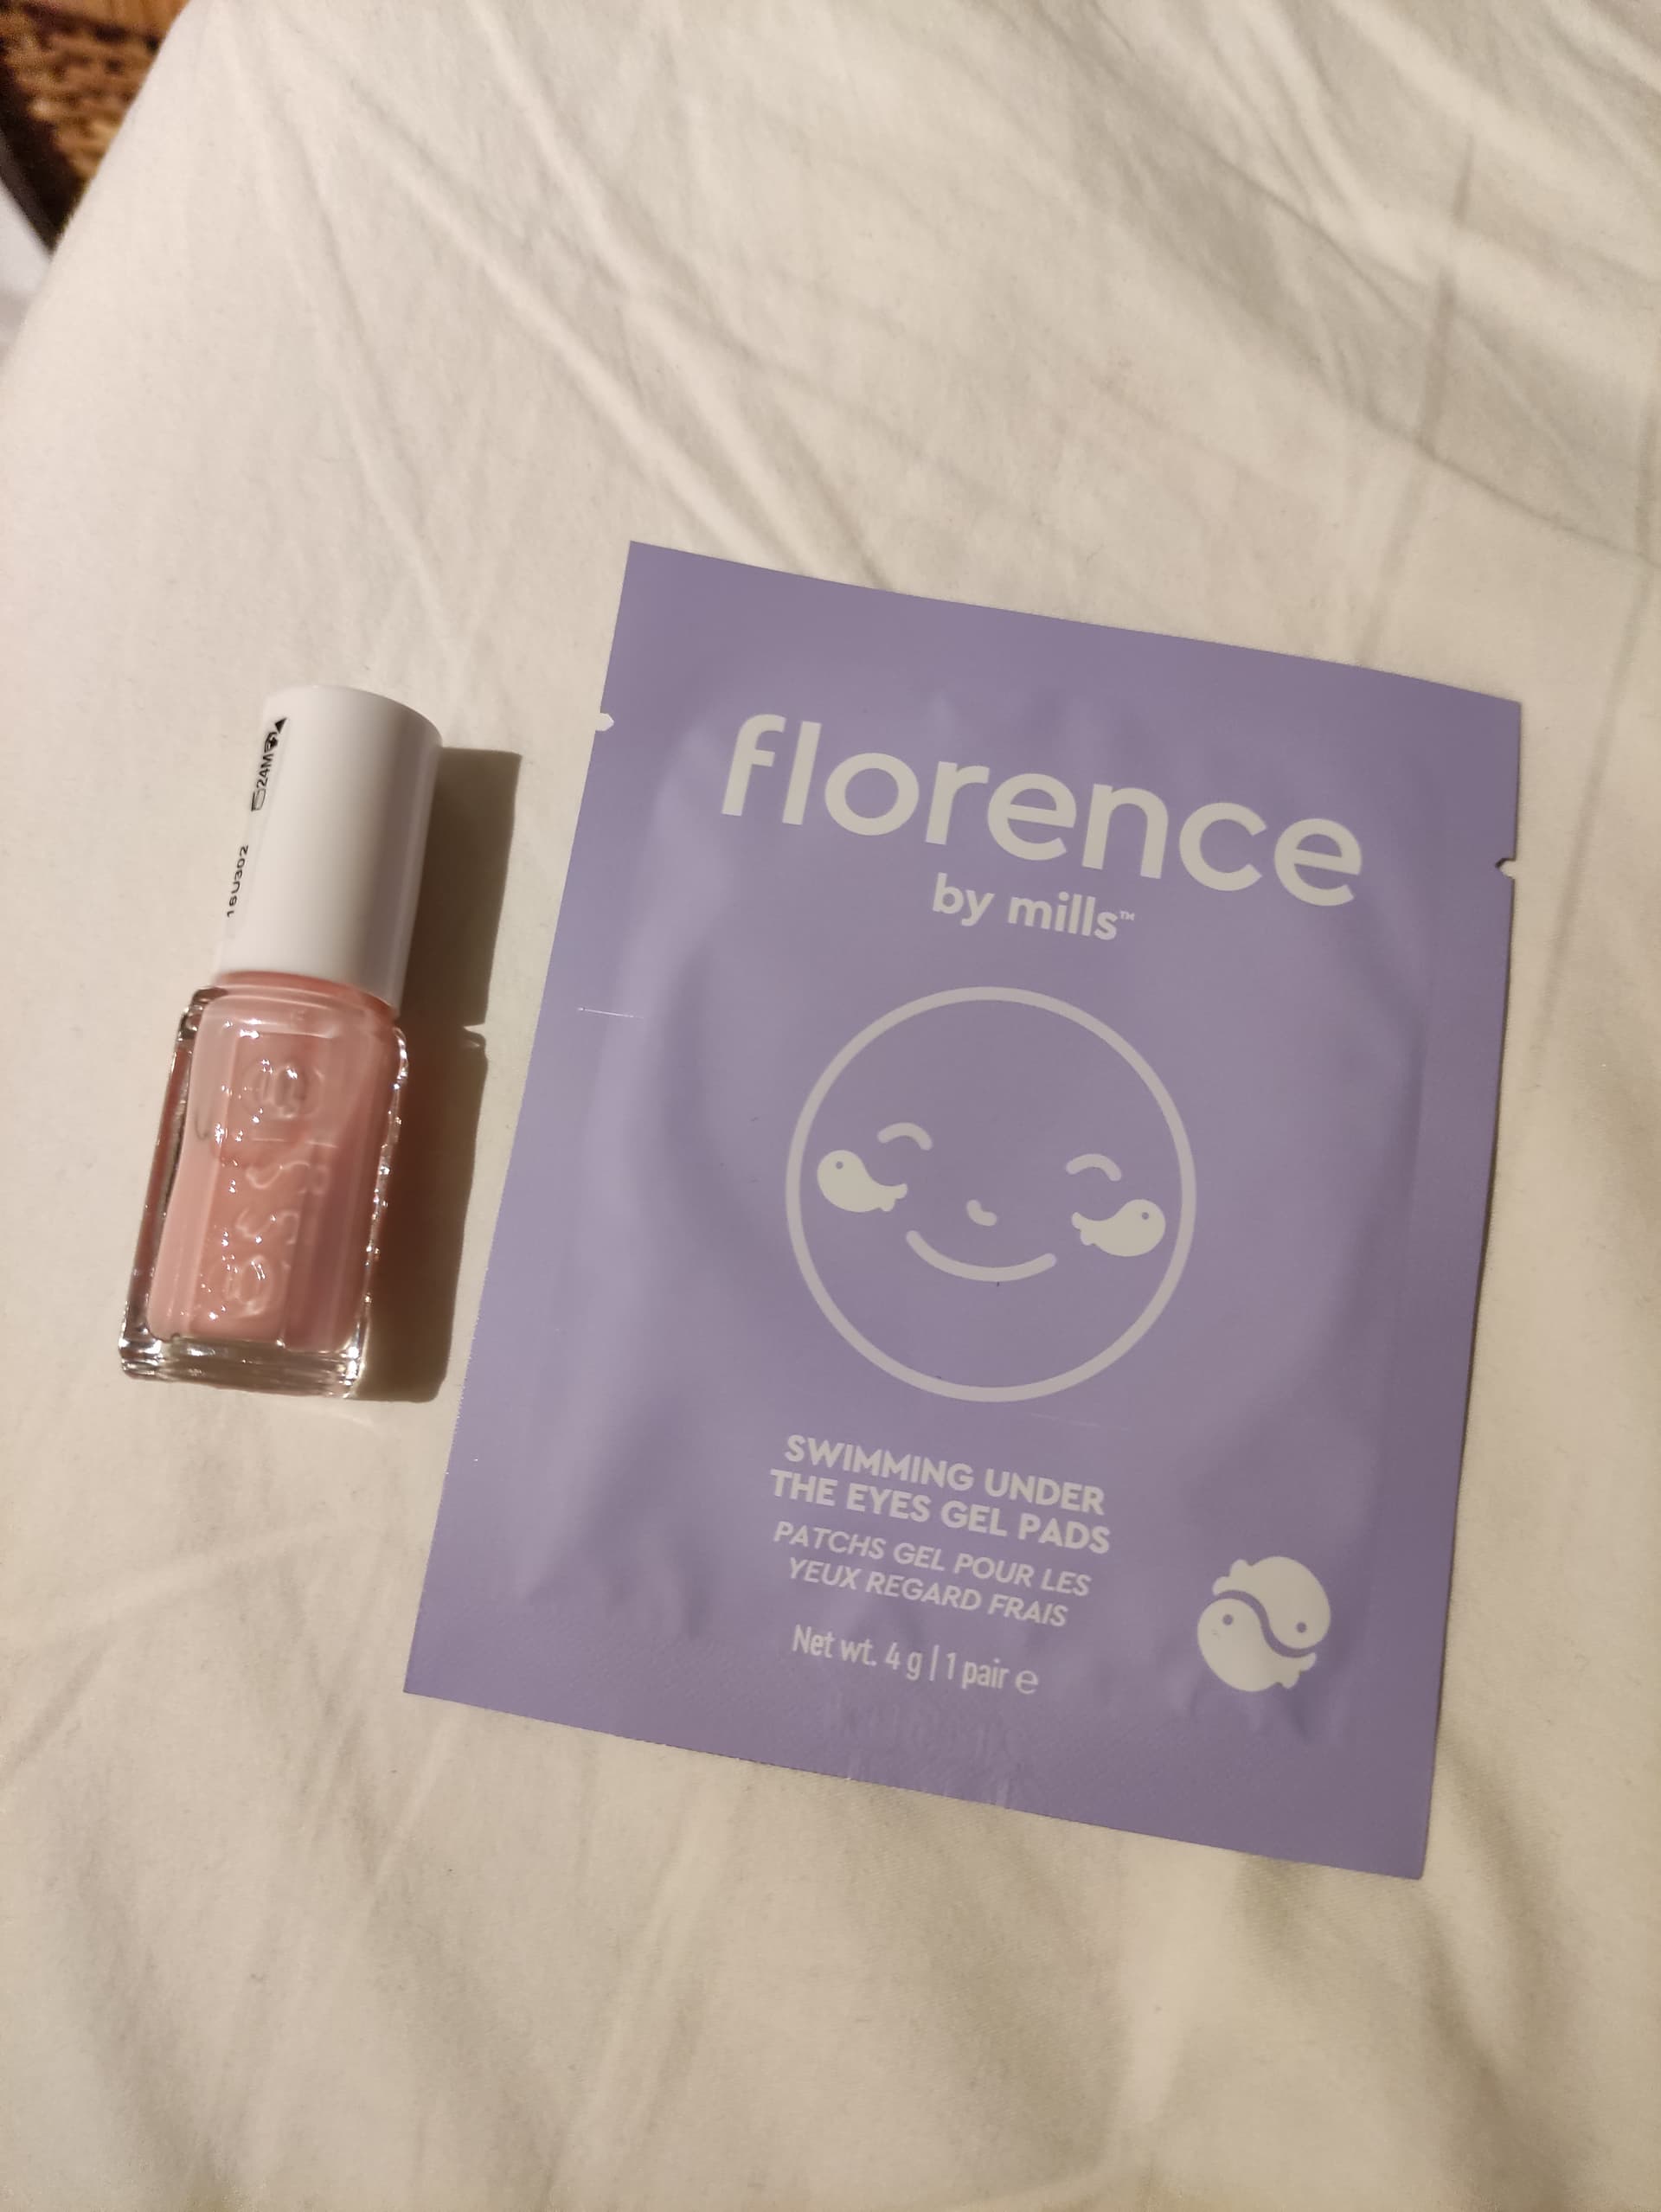 24M
16U302
essie
florence
by mills™
SWIMMING UNDER
THE EYES GEL PADS
PATCHS GEL POUR LES
YEUX REGARD FRAIS
Net wt. 4 g | 1 pair ℮